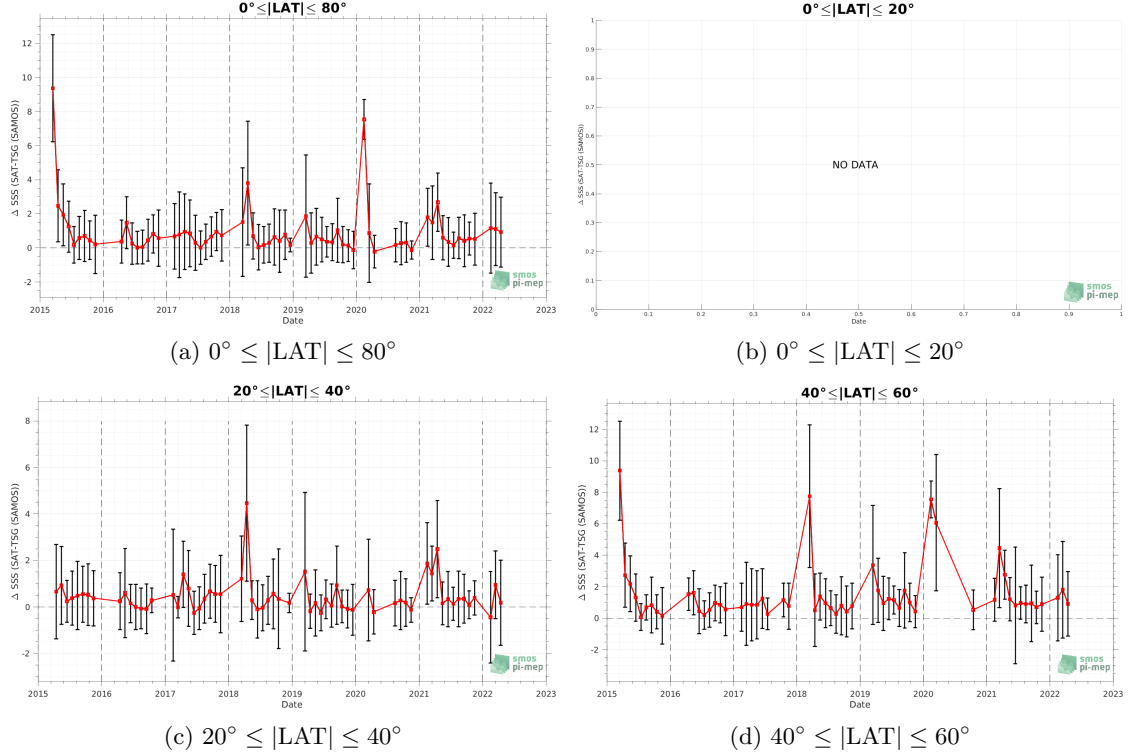 0°≤|LAT|≤ 80°
Δ SSS (SAT-TSG (SAMOS))
12
10
8
6
4
2
0
-2
2015 2016 2017 2018 2019 2020 2021 2022 2023
Date
smos
pi-mep
(a) 0° ≤ |LAT| ≤ 80°
0°≤|LAT|≤ 20°
Δ SSS (SAT-TSG (SAMOS))
1
0.9
0.8
0.7
0.6
0.5
0.4
0.3
0.2
0.1
0
NO DATA
0 0.1 0.2 0.3 0.4 0.5 0.6 0.7 0.8 0.9 1
Date
smos
pi-mep
(b) 0° ≤ |LAT| ≤ 20°
20°≤|LAT|≤ 40°
Δ SSS (SAT-TSG (SAMOS))
8
6
4
2
0
-2
2015 2016 2017 2018 2019 2020 2021 2022 2023
Date
smos
pi-mep
(c) 20° ≤ |LAT| ≤ 40°
40°≤|LAT|≤ 60°
Δ SSS (SAT-TSG (SAMOS))
12
10
8
6
4
2
0
-2
2015 2016 2017 2018 2019 2020 2021 2022 2023
Date
smos
pi-mep
(d) 40° ≤ |LAT| ≤ 60°